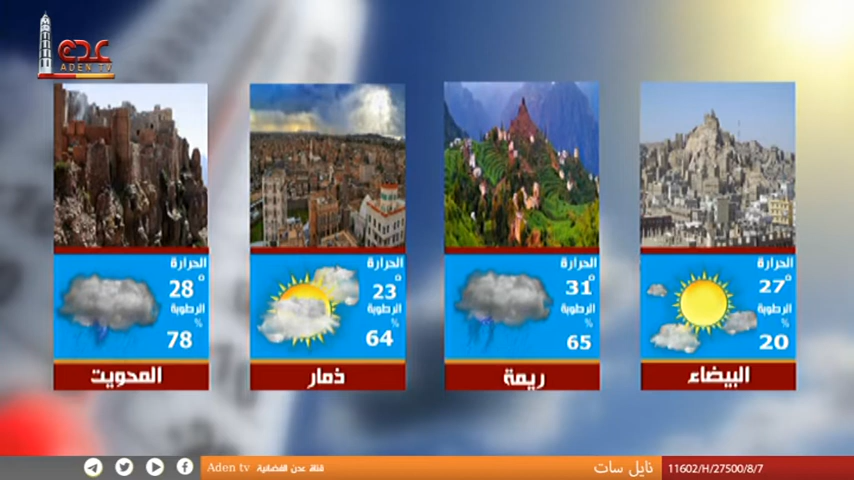 عدن
ADEN TV
الحرارة
27°
الرطوبة
%
20
البيضاء
الحرارة
31°
الرطوبة
%
65
ريمة
الحرارة
23°
الرطوبة
%
64
ذمار
الحرارة
28°
الرطوبة
%
78
المحويت
Aden tv قناة عدن الفضائية
نايل سات
11602/H/27500/8/7